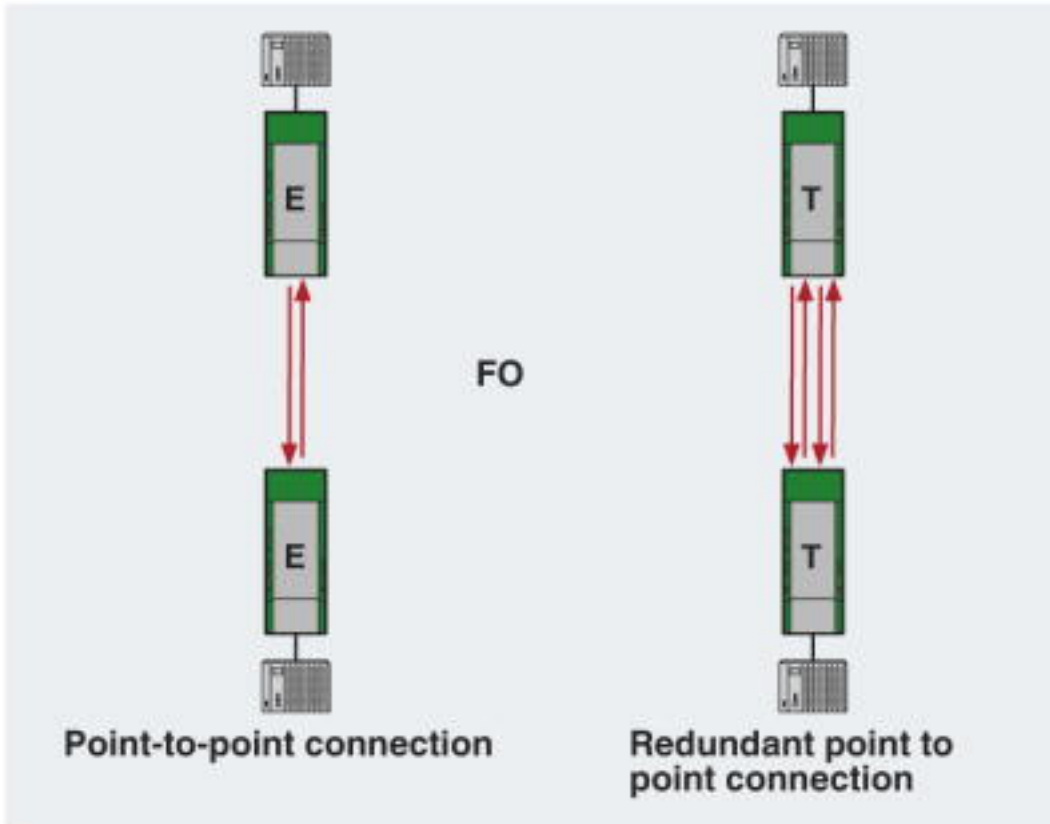 E
T
FO
E
T
Point-to-point connection
Redundant point to
point connection